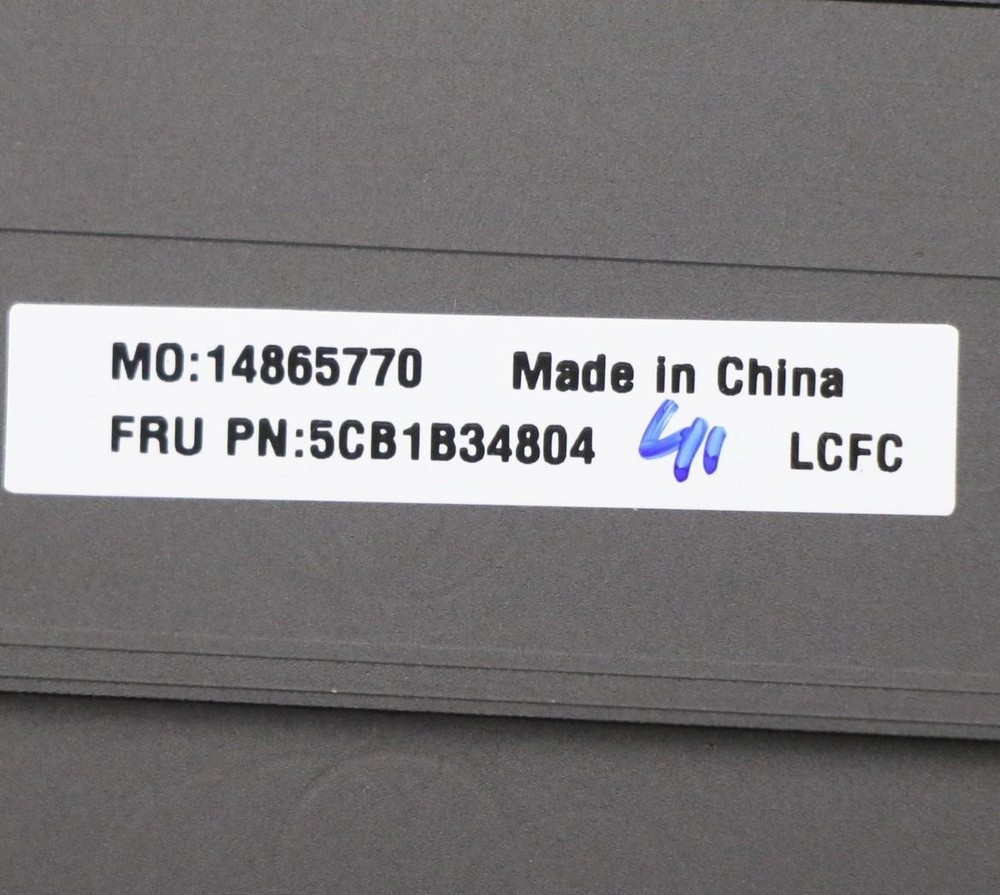 MO:14865770 Made in China
FRU PN:5CB1B34804 LCFC